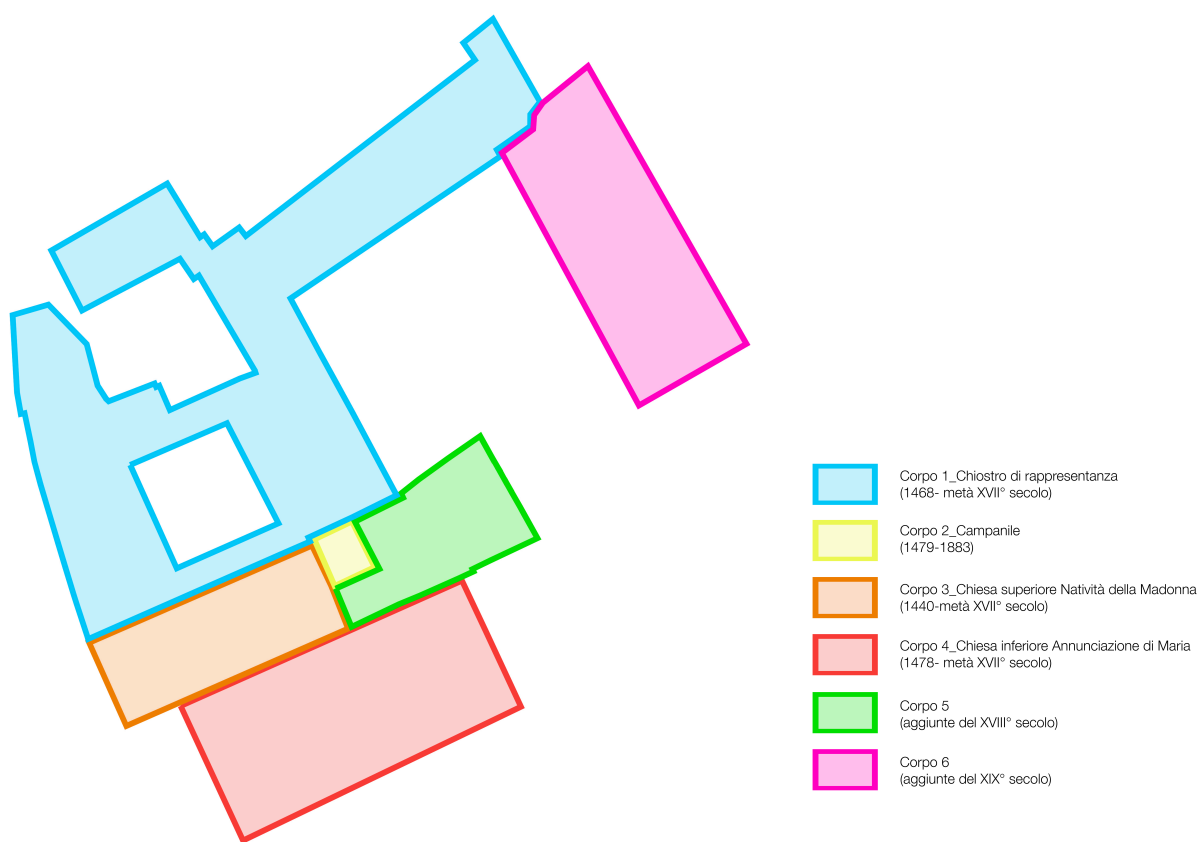 Corpo 1_Chiostro di rappresentanza
(1468- metà XVII° secolo)
Corpo 2_Campanile
(1479-1883)
Corpo 3_Chiesa superiore Natività della Madonna
(1440-metà XVII° secolo)
Corpo 4_Chiesa inferiore Annunciazione di Maria
(1478- metà XVII° secolo)
Corpo 5
(aggiunte del XVIII° secolo)
Corpo 6
(aggiunte del XIX° secolo)